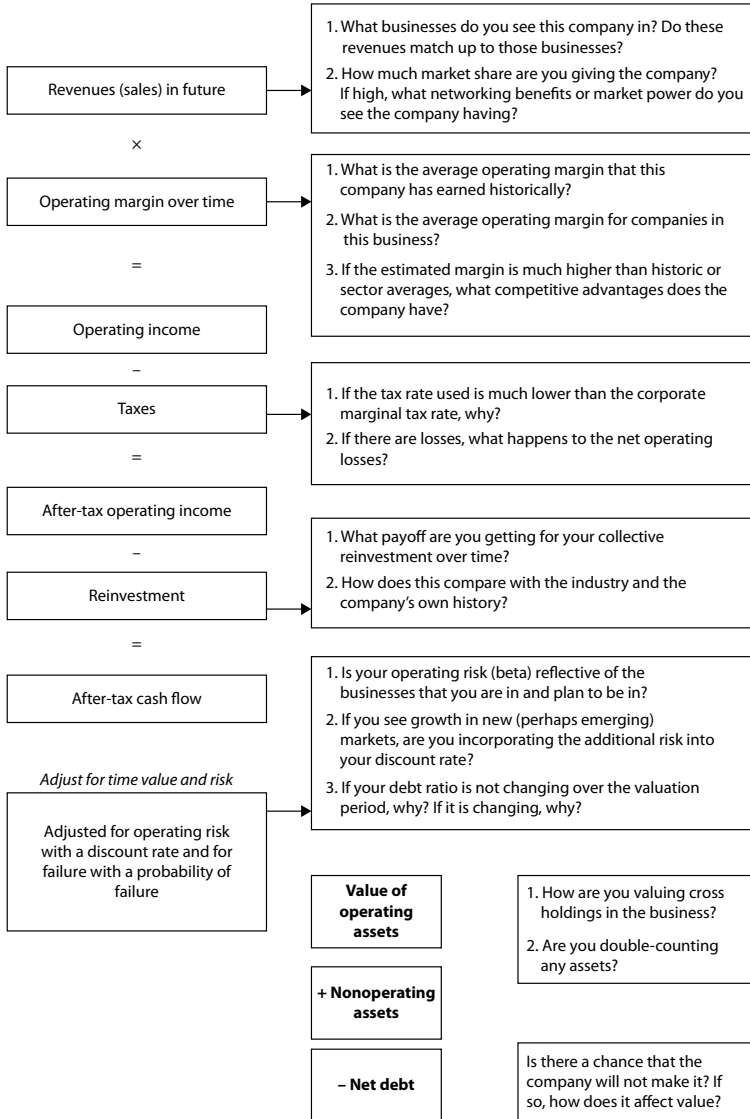 Revenues (sales) in future
1. What businesses do you see this company in? Do these
revenues match up to those businesses?
2. How much market share are you giving the company?
If high, what networking benefits or market power do you
see the company having?
×
Operating margin over time
1. What is the average operating margin that this
company has earned historically?
2. What is the average operating margin for companies in
this business?
3. If the estimated margin is much higher than historic or
sector averages, what competitive advantages does the
company have?
=
Operating income
–
Taxes
1. If the tax rate used is much lower than the corporate
marginal tax rate, why?
2. If there are losses, what happens to the net operating
losses?
=
After-tax operating income
–
Reinvestment
1. What payoff are you getting for your collective
reinvestment over time?
2. How does this compare with the industry and the
company’s own history?
=
After-tax cash flow
Adjust for time value and risk
Adjusted for operating risk
with a discount rate and for
failure with a probability of
failure
1. Is your operating risk (beta) reflective of the
businesses that you are in and plan to be in?
2. If you see growth in new (perhaps emerging)
markets, are you incorporating the additional risk into
your discount rate?
3. If your debt ratio is not changing over the valuation
period, why? If it is changing, why?
Value of
operating
assets
1. How are you valuing cross
holdings in the business?
2. Are you double-counting
any assets?
+ Nonoperating
assets
– Net debt
Is there a chance that the
company will not make it? If
so, how does it affect value?